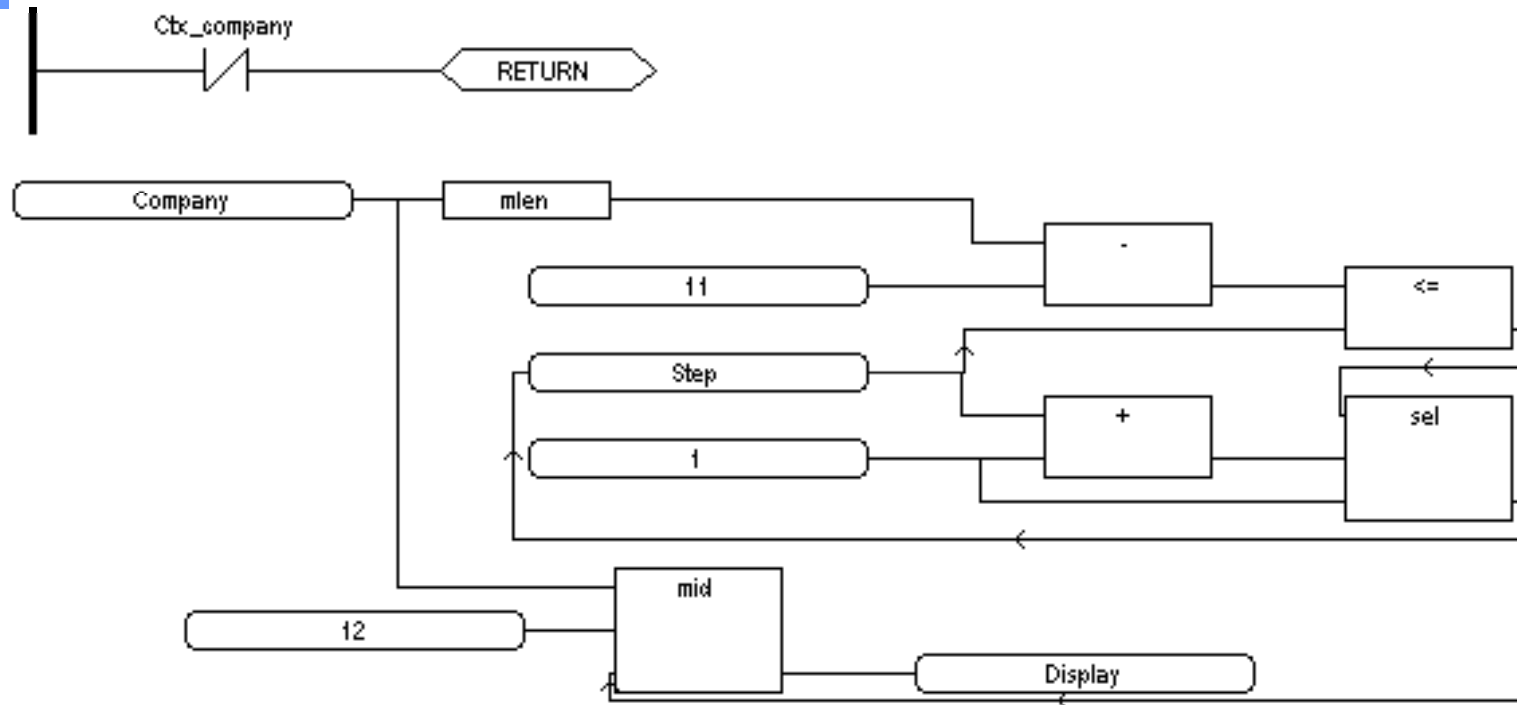 Ctx_company
RETURN
Company
mlen
-
11
<=
Step
+
sel
1
mid
12
Display